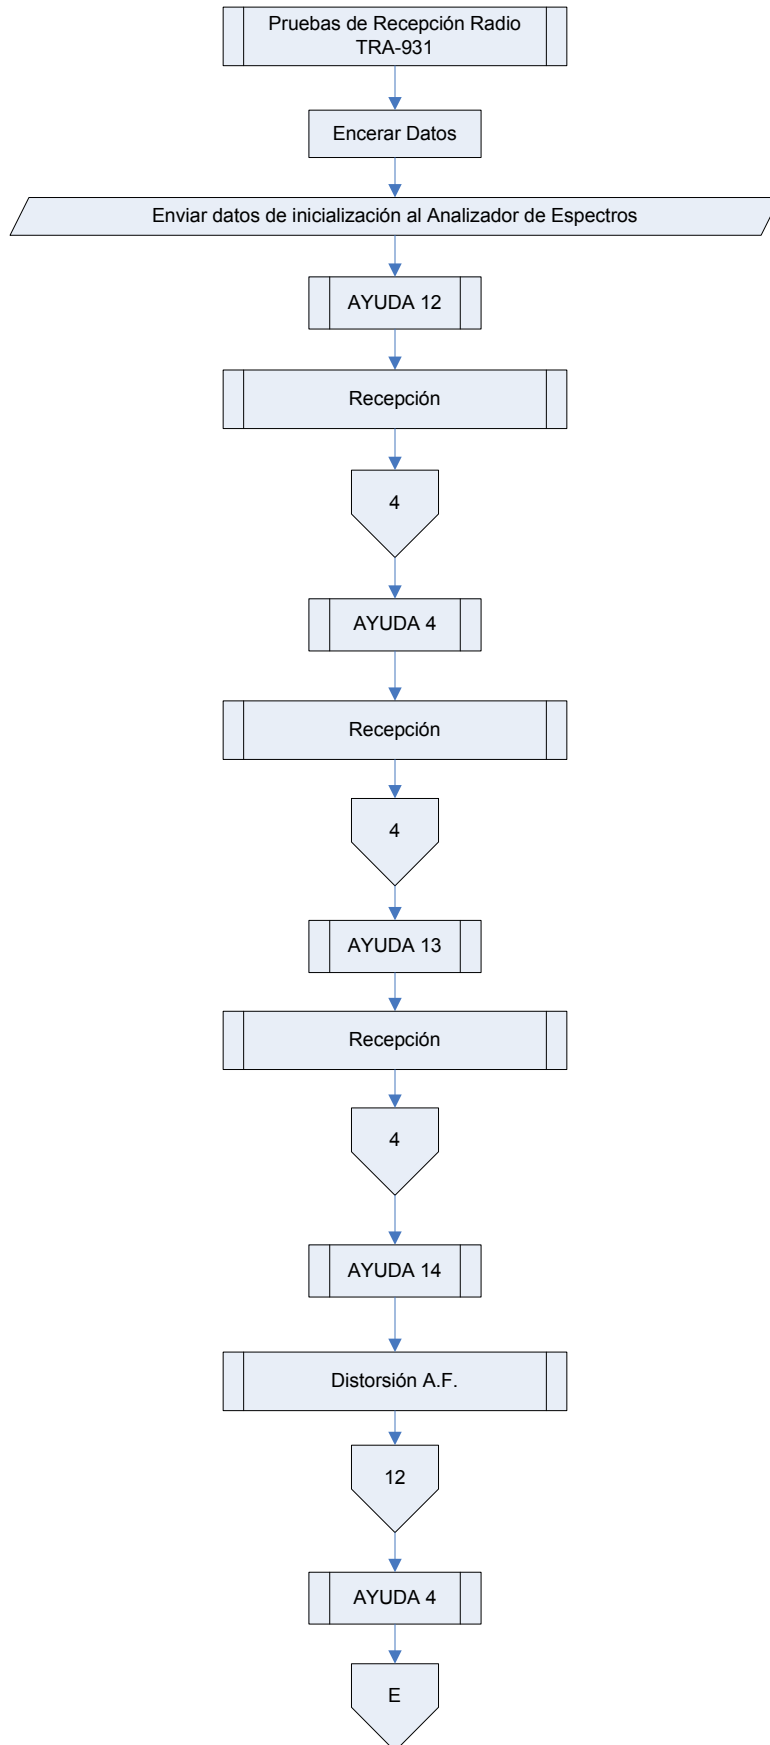 Pruebas de Recepción Radio
TRA-931
Encerar Datos
Enviar datos de inicialización al Analizador de Espectros
AYUDA 12
Recepción
4
AYUDA 4
Recepción
4
AYUDA 13
Recepción
4
AYUDA 14
Distorsión A.F.
12
AYUDA 4
E